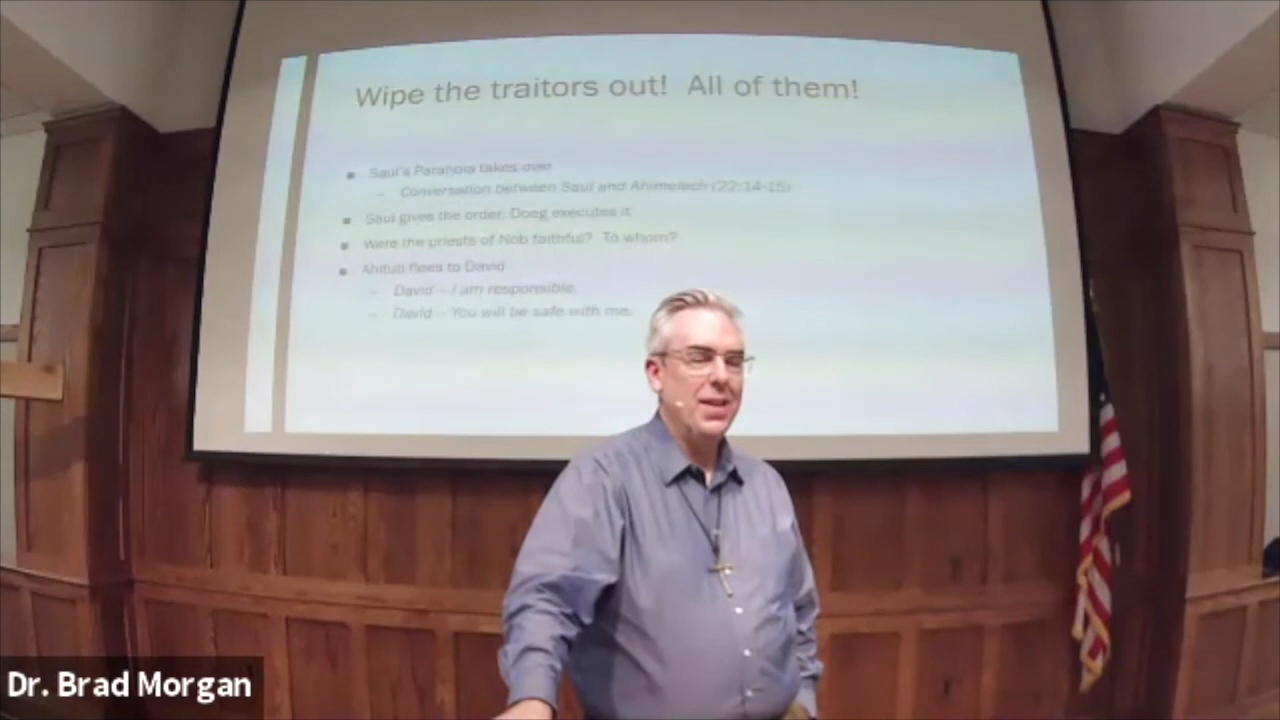 Wipe the traitors out! All of them!
■ Saul's Paranoia takes over
– Conversation between Saul and Ahimelech (22:14-15)
■ Saul gives the order, Doeg executes it
■ Were the priests of Nob faithful? To whom?
■ Ahitub flees to David
– David – I am responsible.
– David – You will be safe with me.
Dr. Brad Morgan